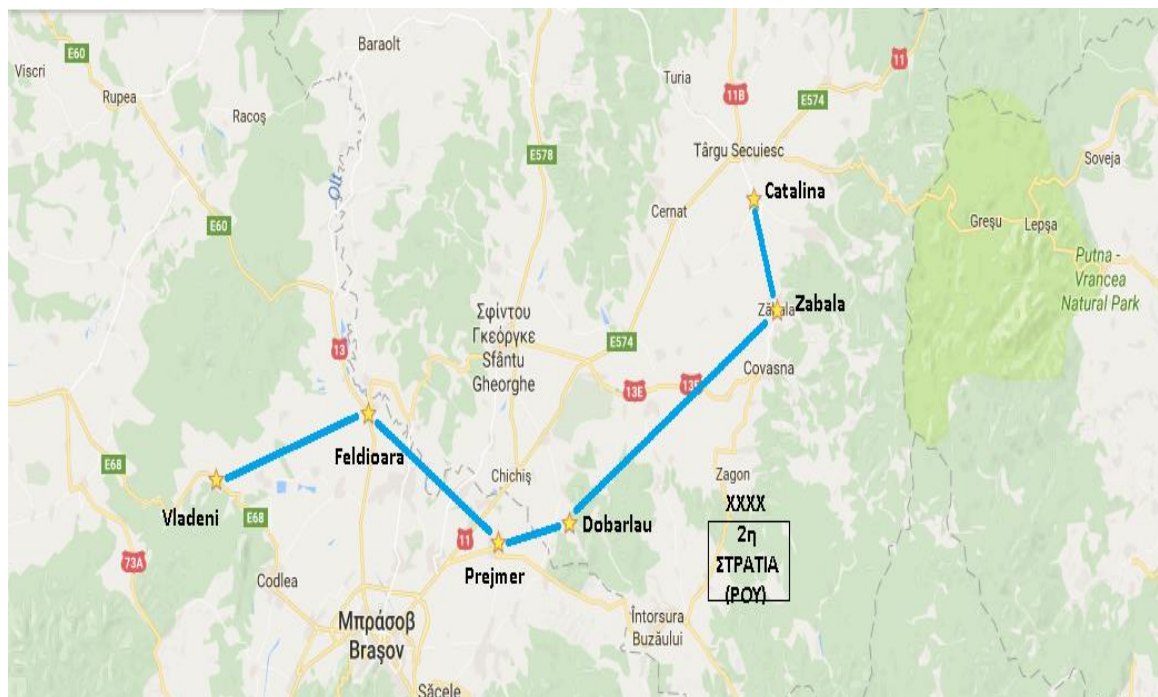 E60
Baraolt
11
Viscri
Rupea
Turia
11B
E574
Racoş
Olt
E578
Târgu Secuiesc
Soveja
Catalina
E60
Cernat
Greşu
Lepşa
Putna -
Vrancea
Natural Park
Σφίντου
Γκεόργκε
Sfântu
Gheorghe
Zabala
13
E574
13E
Covasna
E68
Feldioara
Chichiş
Zagon
Vladeni
E68
XXXX
2η
ΣΤΡΑΤΙΑ
(ΡΟΥ)
Dobarlau
11
Prejmer
73A
Codlea
Μπράσοβ
Braşov
Întorsura
Buzăului
Săcele